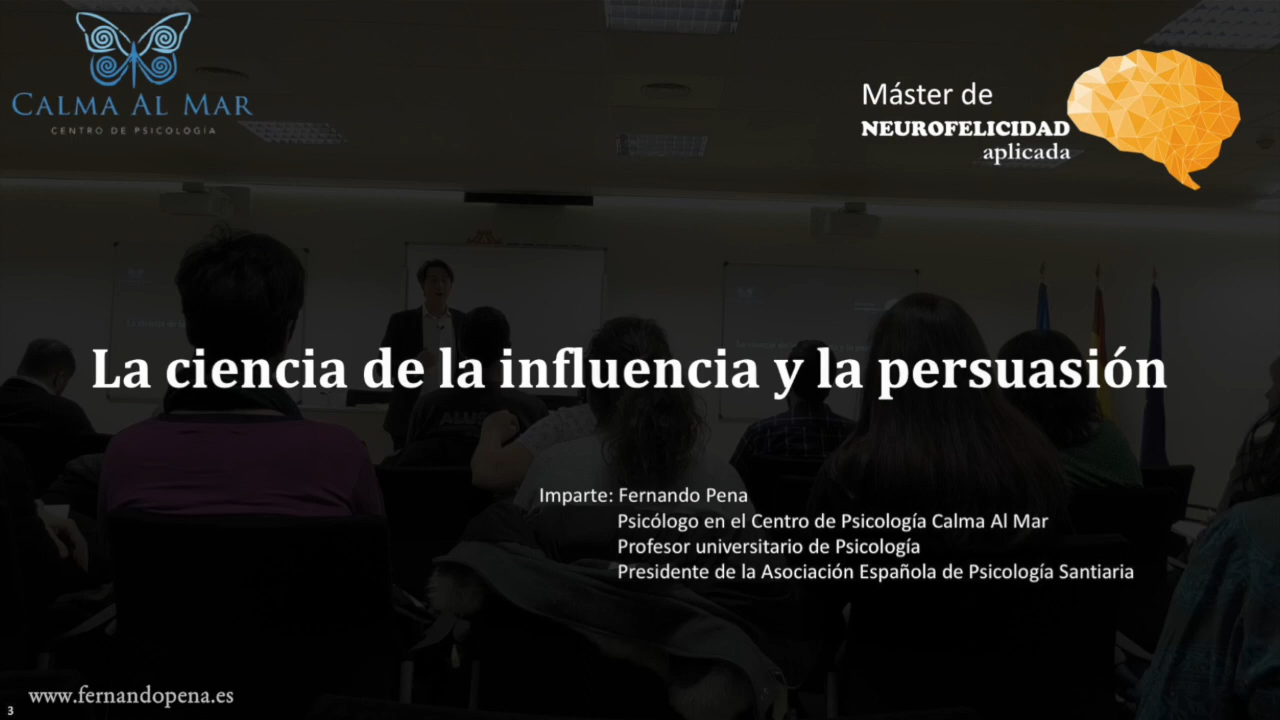 CALMA AL MAR
CENTRO DE PSICOLOGÍA
Máster de
NEUROFELICIDAD
aplicada
La ciencia de la influencia y la persuasión
Imparte: Fernando Pena
Psicólogo en el Centro de Psicología Calma Al Mar
Profesor universitario de Psicología
Presidente de la Asociación Española de Psicología Santiaria
www.fernandopena.es
3